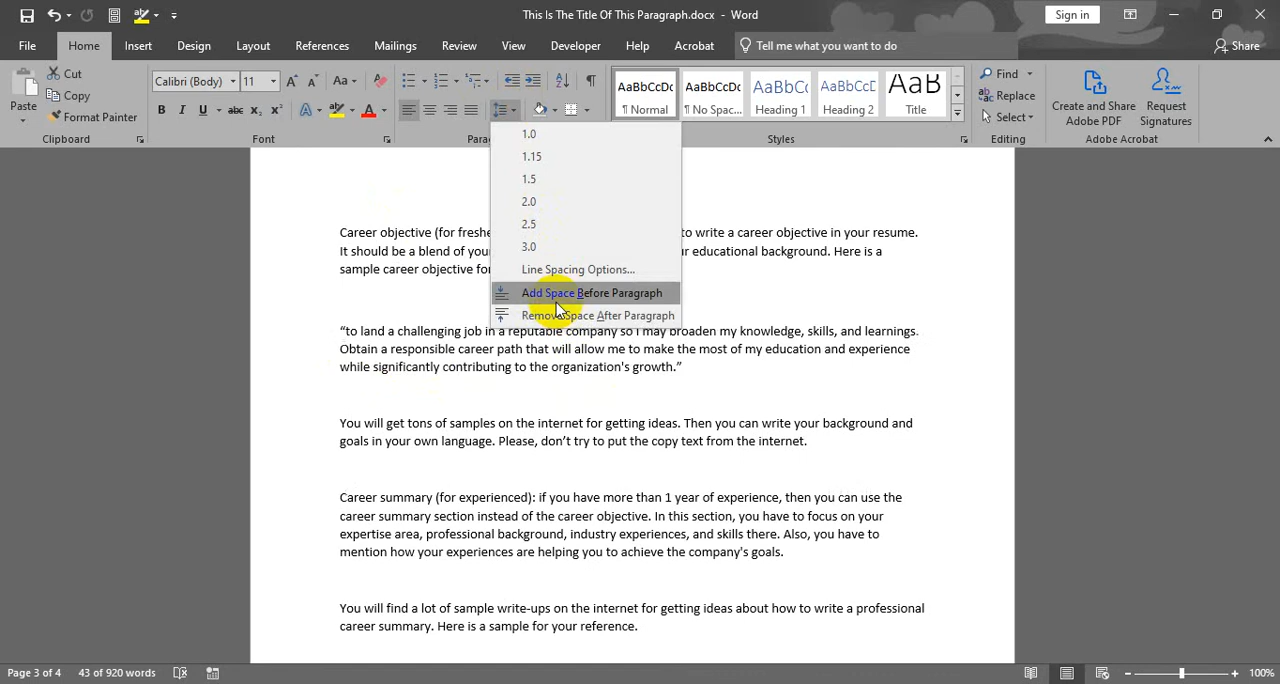 This Is The Title Of This Paragraph.docx - Word
Sign in
File Home Insert Design Layout References Mailings Review View Developer Help Acrobat Tell me what you want to do Share
Paste
Cut
Copy
Format Painter
Clipboard
Calibri (Body) 11
Font
AaBbCcDc
¶ Normal
AaBbCcDc
¶ No Spac...
AaBbCc
Heading 1
AaBbCcD
Heading 2
AaB
Title
Styles
Find
Replace
Select
Editing
Create and Share
Adobe PDF
Request
Signatures
Adobe Acrobat
1.0
1.15
1.5
2.0
2.5
3.0
Line Spacing Options...
Add Space Before Paragraph
Remove Space After Paragraph
Career objective (for freshe to write a career objective in your resume.
It should be a blend of you r educational background. Here is a
sample career objective for
“to land a challenging job in a reputable company so I may broaden my knowledge, skills, and learnings.
Obtain a responsible career path that will allow me to make the most of my education and experience
while significantly contributing to the organization's growth.”
You will get tons of samples on the internet for getting ideas. Then you can write your background and
goals in your own language. Please, don’t try to put the copy text from the internet.
Career summary (for experienced): if you have more than 1 year of experience, then you can use the
career summary section instead of the career objective. In this section, you have to focus on your
expertise area, professional background, industry experiences, and skills there. Also, you have to
mention how your experiences are helping you to achieve the company's goals.
You will find a lot of sample write-ups on the internet for getting ideas about how to write a professional
career summary. Here is a sample for your reference.
Page 3 of 4 43 of 920 words 100%